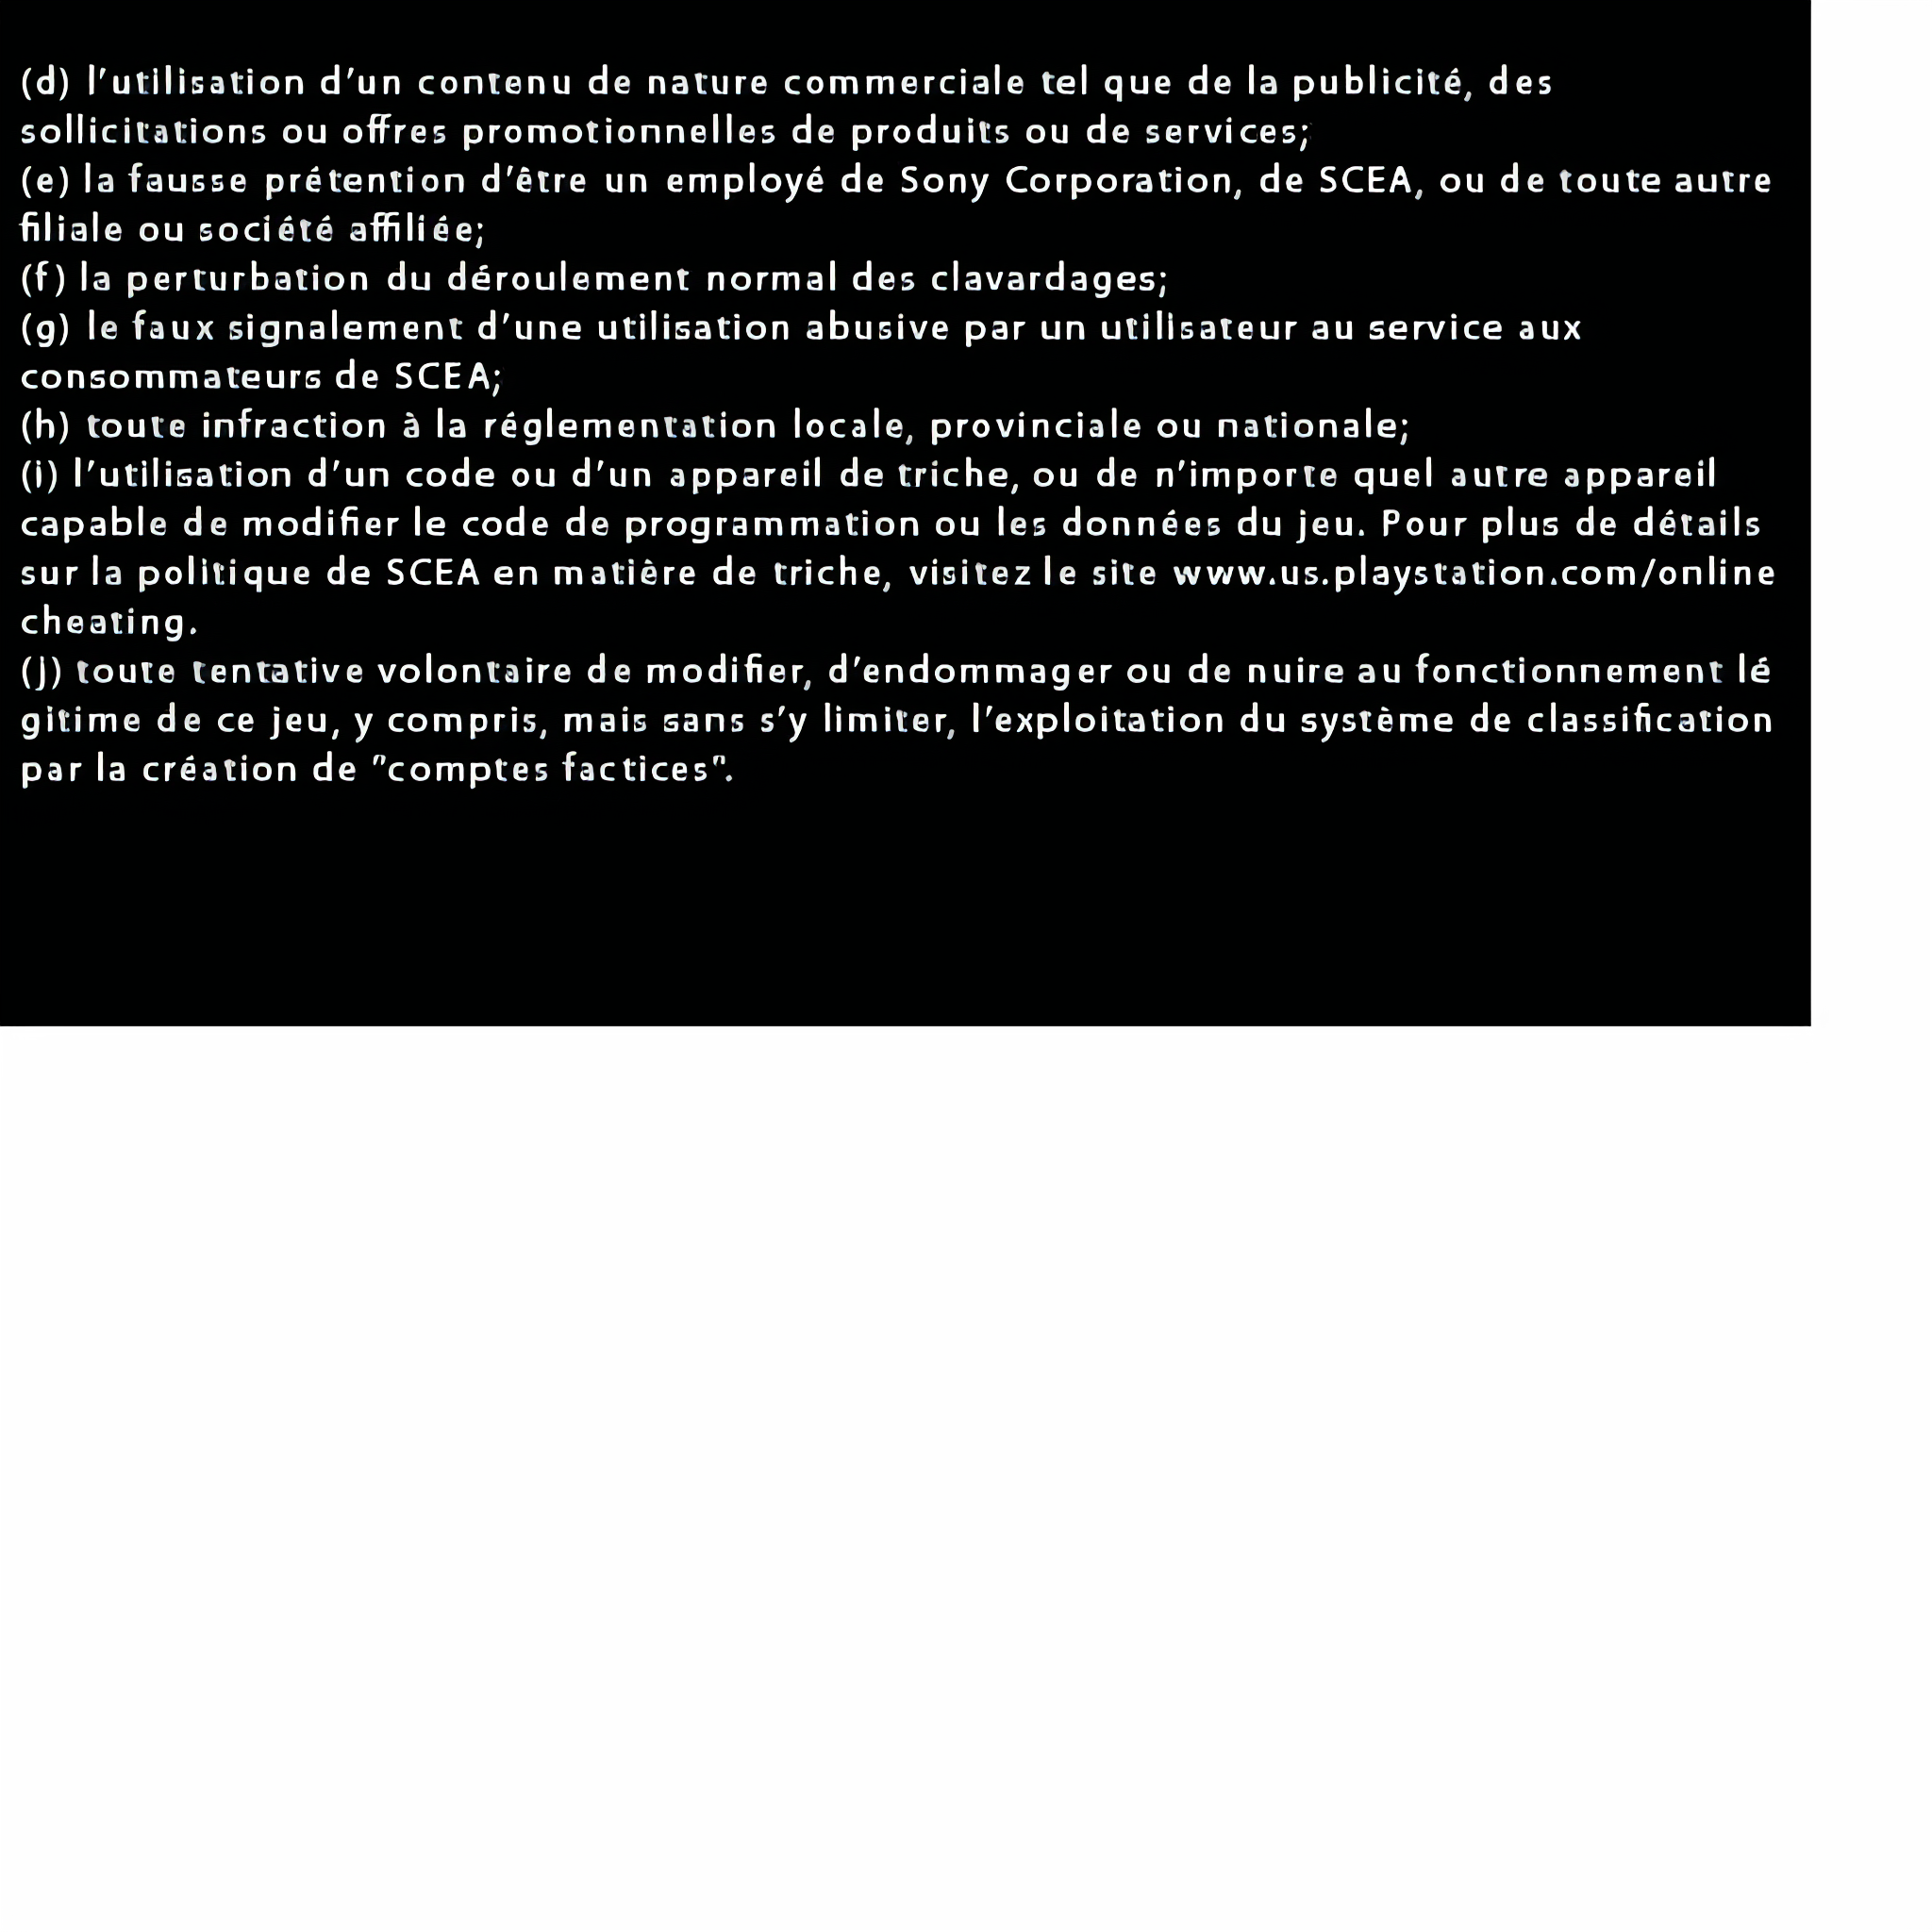 (d) l'utilisation d'un contenu de nature commerciale tel que de la publicité, des
sollicitations ou offres promotionnelles de produits ou de services;
(e) la fausse prétention d'être un employé de Sony Corporation, de SCEA, ou de toute autre
filiale ou société affiliée;
(f) la perturbation du déroulement normal des clavardages;
(g) le faux signalement d'une utilisation abusive par un utilisateur au service aux
consommateurs de SCEA;
(h) toute infraction à la réglementation locale, provinciale ou nationale;
(i) l'utilisation d'un code ou d'un appareil de triche, ou de n'importe quel autre appareil
capable de modifier le code de programmation ou les données du jeu. Pour plus de détails
sur la politique de SCEA en matière de triche, visitez le site www.us.playstation.com/online
cheating.
(j) toute tentative volontaire de modifier, d'endommager ou de nuire au fonctionnement lé
gitime de ce jeu, y compris, mais sans s'y limiter, l'exploitation du système de classification
par la création de "comptes factices".